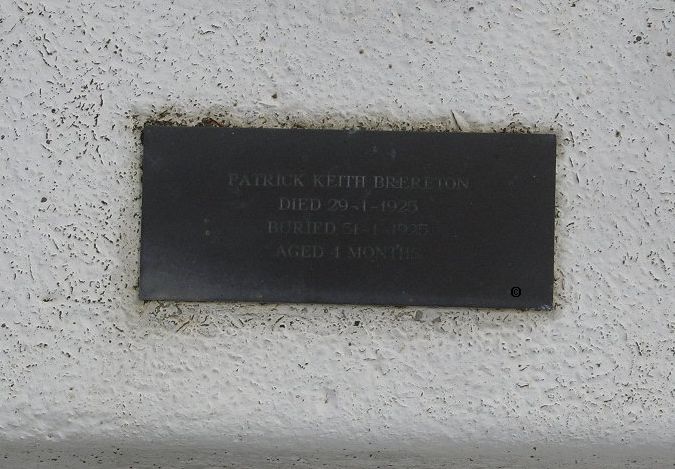 PATRICK KEITH BRERETON
DIED 29-1-1925
BURIED 31-1-1925
AGED 4 MONTHS